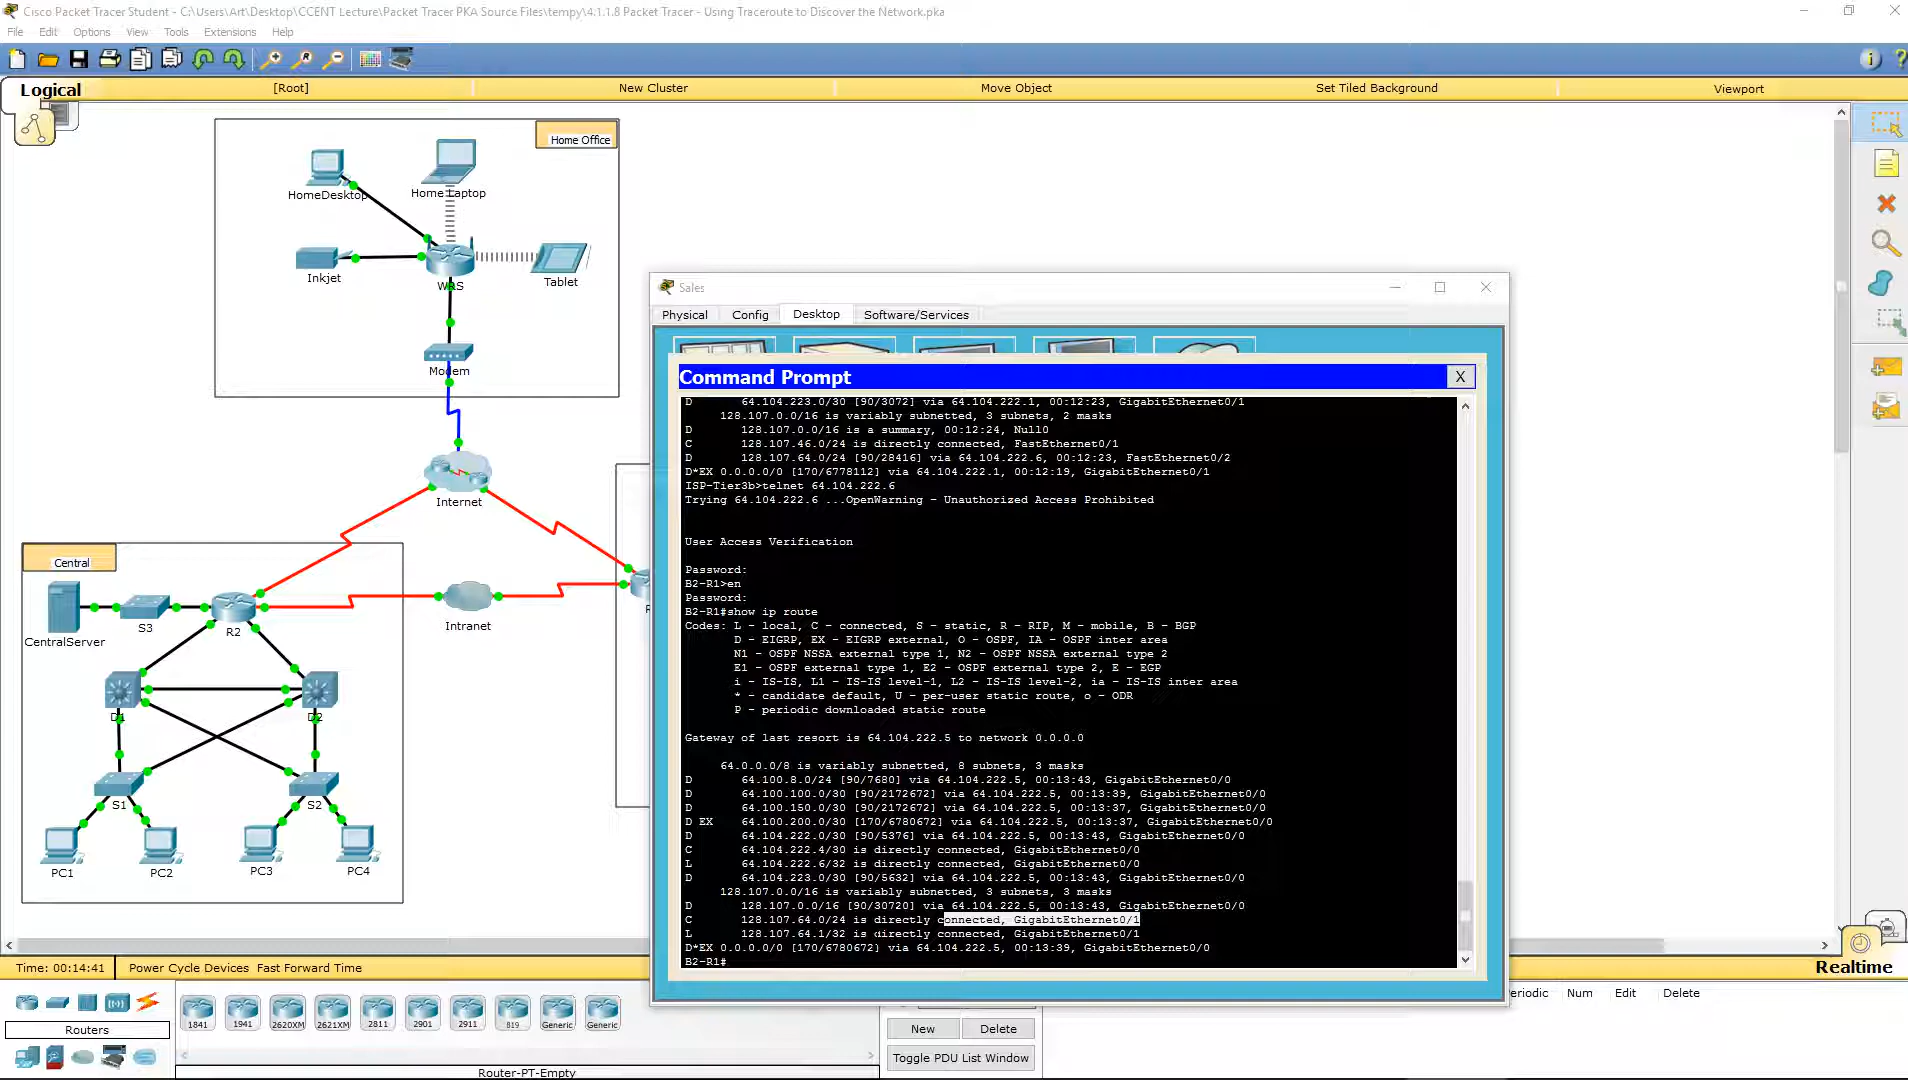 Cisco Packet Tracer Student - C:\Users\Art\Desktop\CCENT Lecture\Packet Tracer PKA Source Files\tempy\4.1.1.8 Packet Tracer - Using Traceroute to Discover the Network.pka
File Edit Options View Tools Extensions Help
Logical [Root] New Cluster Move Object Set Tiled Background Viewport
Home Office
HomeDesktop
Home Laptop
Inkjet
WRS
Tablet
Modem
Internet
Central
CentralServer
S3
R2
Intranet
D1
D2
S1
S2
PC1
PC2
PC3
PC4
Sales
Physical Config Desktop Software/Services
Command Prompt X
D 64.104.223.0/30 [90/3072] via 64.104.222.1, 00:12:23, GigabitEthernet0/1
128.107.0.0/16 is variably subnetted, 3 subnets, 2 masks
D 128.107.0.0/16 is a summary, 00:12:24, Null0
C 128.107.46.0/24 is directly connected, FastEthernet0/1
D 128.107.64.0/24 [90/28416] via 64.104.222.6, 00:12:23, FastEthernet0/2
D*EX 0.0.0.0/0 [170/6778112] via 64.104.222.1, 00:12:19, GigabitEthernet0/1
ISP-Tier3b>telnet 64.104.222.6
Trying 64.104.222.6 ...OpenWarning - Unauthorized Access Prohibited
User Access Verification
Password:
B2-R1>en
Password:
B2-R1#show ip route
Codes: L - local, C - connected, S - static, R - RIP, M - mobile, B - BGP
D - EIGRP, EX - EIGRP external, O - OSPF, IA - OSPF inter area
N1 - OSPF NSSA external type 1, N2 - OSPF NSSA external type 2
E1 - OSPF external type 1, E2 - OSPF external type 2, E - EGP
i - IS-IS, L1 - IS-IS level-1, L2 - IS-IS level-2, ia - IS-IS inter area
* - candidate default, U - per-user static route, o - ODR
P - periodic downloaded static route
Gateway of last resort is 64.104.222.5 to network 0.0.0.0
64.0.0.0/8 is variably subnetted, 8 subnets, 3 masks
D 64.100.8.0/24 [90/7680] via 64.104.222.5, 00:13:43, GigabitEthernet0/0
D 64.100.100.0/30 [90/2172672] via 64.104.222.5, 00:13:39, GigabitEthernet0/0
D 64.100.150.0/30 [90/2172672] via 64.104.222.5, 00:13:37, GigabitEthernet0/0
D EX 64.100.200.0/30 [170/6780672] via 64.104.222.5, 00:13:37, GigabitEthernet0/0
D 64.104.222.0/30 [90/5376] via 64.104.222.5, 00:13:43, GigabitEthernet0/0
C 64.104.222.4/30 is directly connected, GigabitEthernet0/0
L 64.104.222.6/32 is directly connected, GigabitEthernet0/0
D 64.104.223.0/30 [90/5632] via 64.104.222.5, 00:13:43, GigabitEthernet0/0
128.107.0.0/16 is variably subnetted, 3 subnets, 3 masks
D 128.107.0.0/16 [90/30720] via 64.104.222.5, 00:13:43, GigabitEthernet0/0
C 128.107.64.0/24 is directly connected, GigabitEthernet0/1
L 128.107.64.1/32 is directly connected, GigabitEthernet0/1
D*EX 0.0.0.0/0 [170/6780672] via 64.104.222.5, 00:13:39, GigabitEthernet0/0
B2-R1#
Time: 00:14:41 Power Cycle Devices Fast Forward Time
Realtime
Routers
1841 1941 2620XM 2621XM 2811 2901 2911 819 Generic Generic
Router-PT-Empty
New Delete
Toggle PDU List Window
eriodic Num Edit Delete